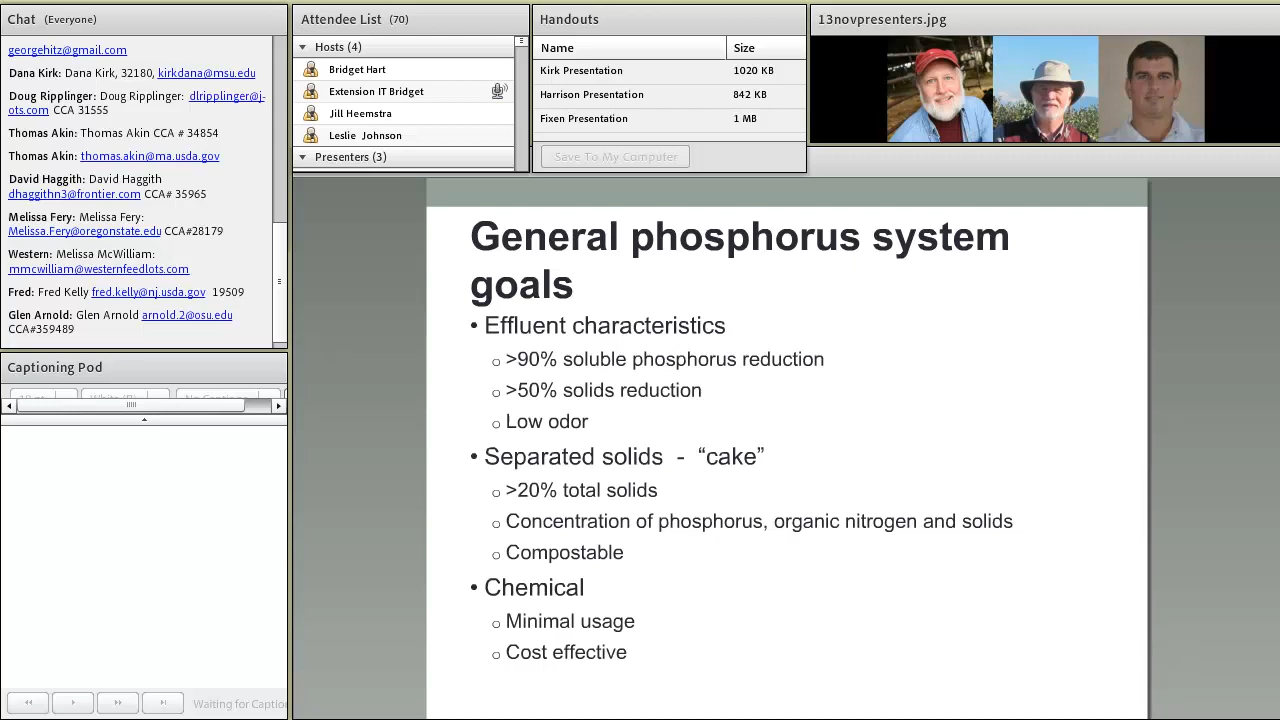 Chat (Everyone)
georgehitz@gmail.com
Dana Kirk: Dana Kirk, 32180, kirkdana@msu.edu
Doug Ripplinger: Doug Ripplinger: dlripplinger@j-
ots.com CCA 31555
Thomas Akin: Thomas Akin CCA # 34854
Thomas Akin: thomas.akin@ma.usda.gov
David Haggith: David Haggith
dhaggithn3@frontier.com CCA# 35965
Melissa Fery: Melissa Fery:
Melissa.Fery@oregonstate.edu CCA#28179
Western: Melissa McWilliam:
mmcwilliam@westernfeedlots.com
Fred: Fred Kelly fred.kelly@nj.usda.gov 19509
Glen Arnold: Glen Arnold arnold.2@osu.edu
CCA#359489
Captioning Pod
Waiting for Captio
Attendee List (70)
Hosts (4)
Bridget Hart
Extension IT Bridget
Jill Heemstra
Leslie Johnson
Presenters (3)
Handouts
Name Size
Kirk Presentation 1020 KB
Harrison Presentation 842 KB
Fixen Presentation 1 MB
Save To My Computer
13novpresenters.jpg
General phosphorus system
goals
• Effluent characteristics
o >90% soluble phosphorus reduction
o >50% solids reduction
o Low odor
• Separated solids - “cake”
o >20% total solids
o Concentration of phosphorus, organic nitrogen and solids
o Compostable
• Chemical
o Minimal usage
o Cost effective